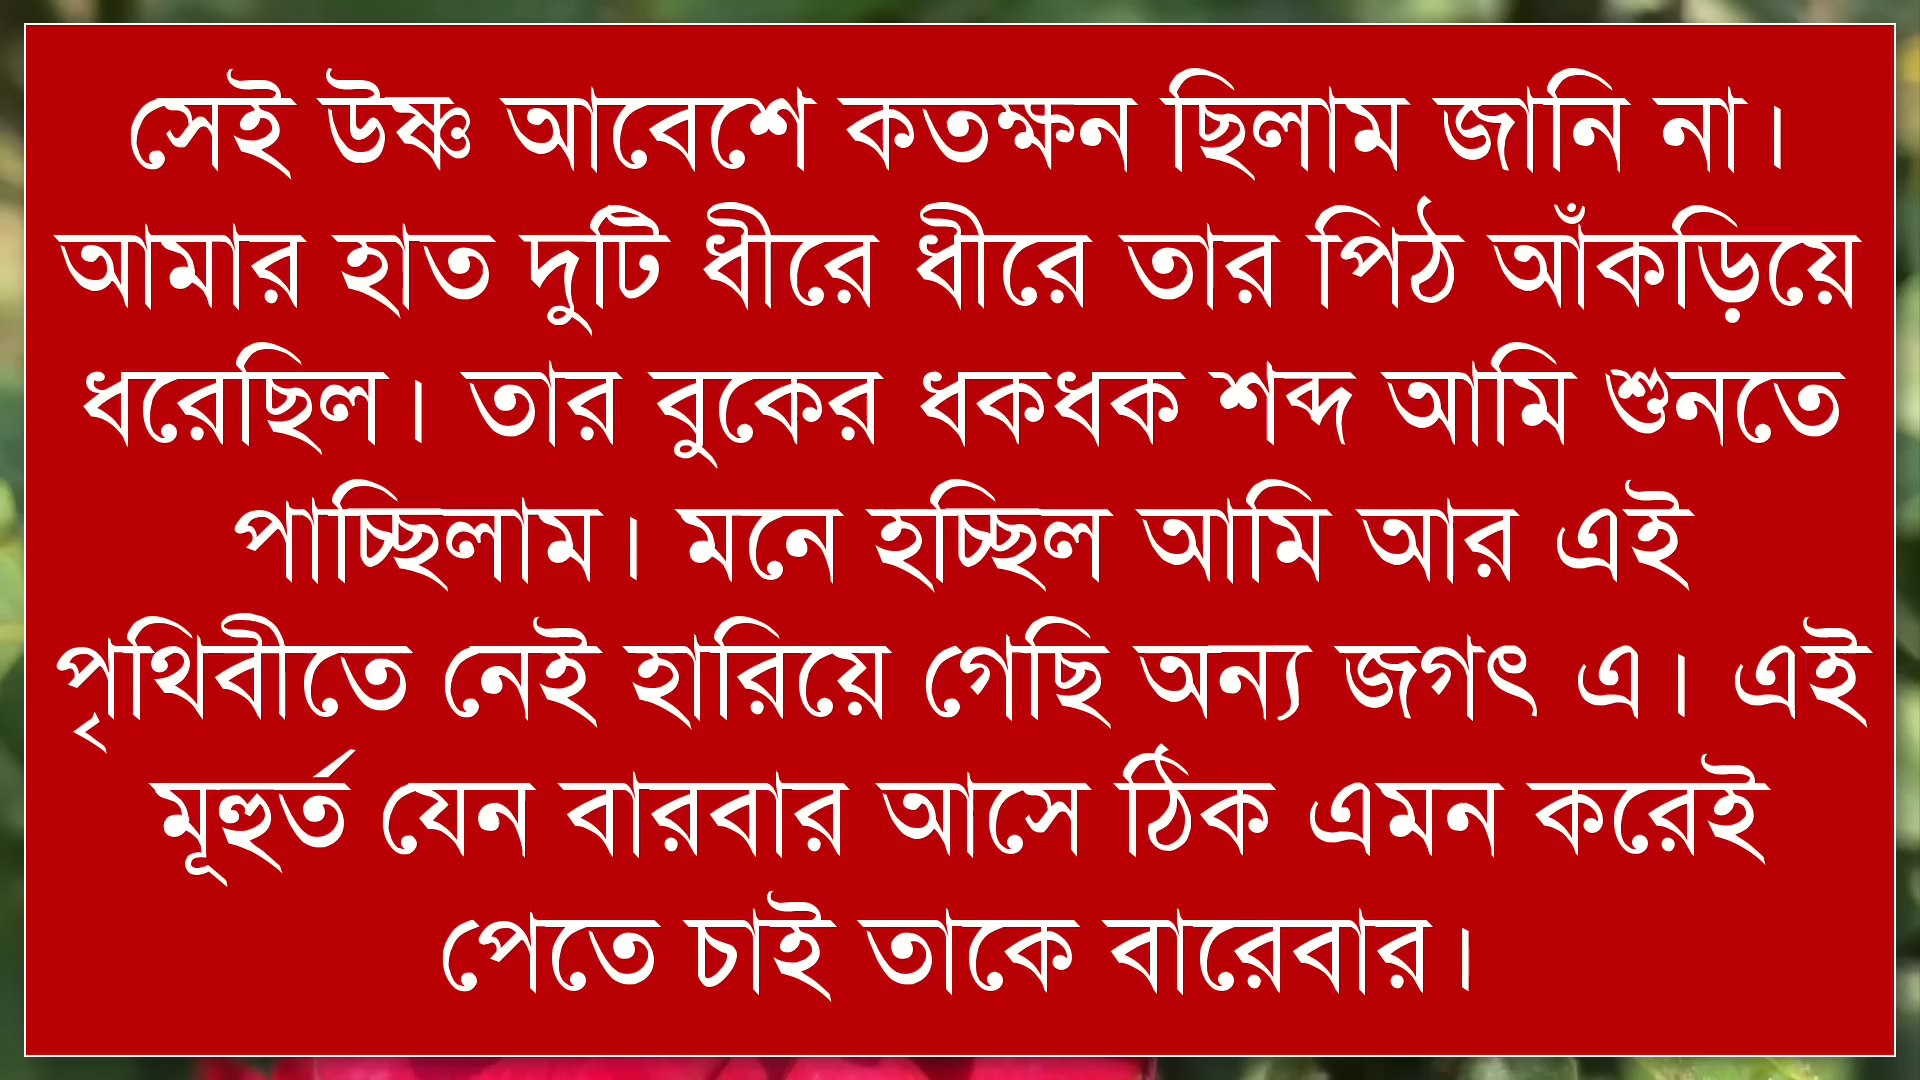 সেই উষ্ণ আবেশে কতক্ষন ছিলাম জানি না।
আমার হাত দুটি ধীরে ধীরে তার পিঠ আঁকড়িয়ে
ধরেছিল। তার বুকের ধকধক শব্দ আমি শুনতে
পাচ্ছিলাম। মনে হচ্ছিল আমি আর এই
পৃথিবীতে নেই হারিয়ে গেছি অন্য জগৎ এ। এই
মূহুর্ত যেন বারবার আসে ঠিক এমন করেই
পেতে চাই তাকে বারেবার।